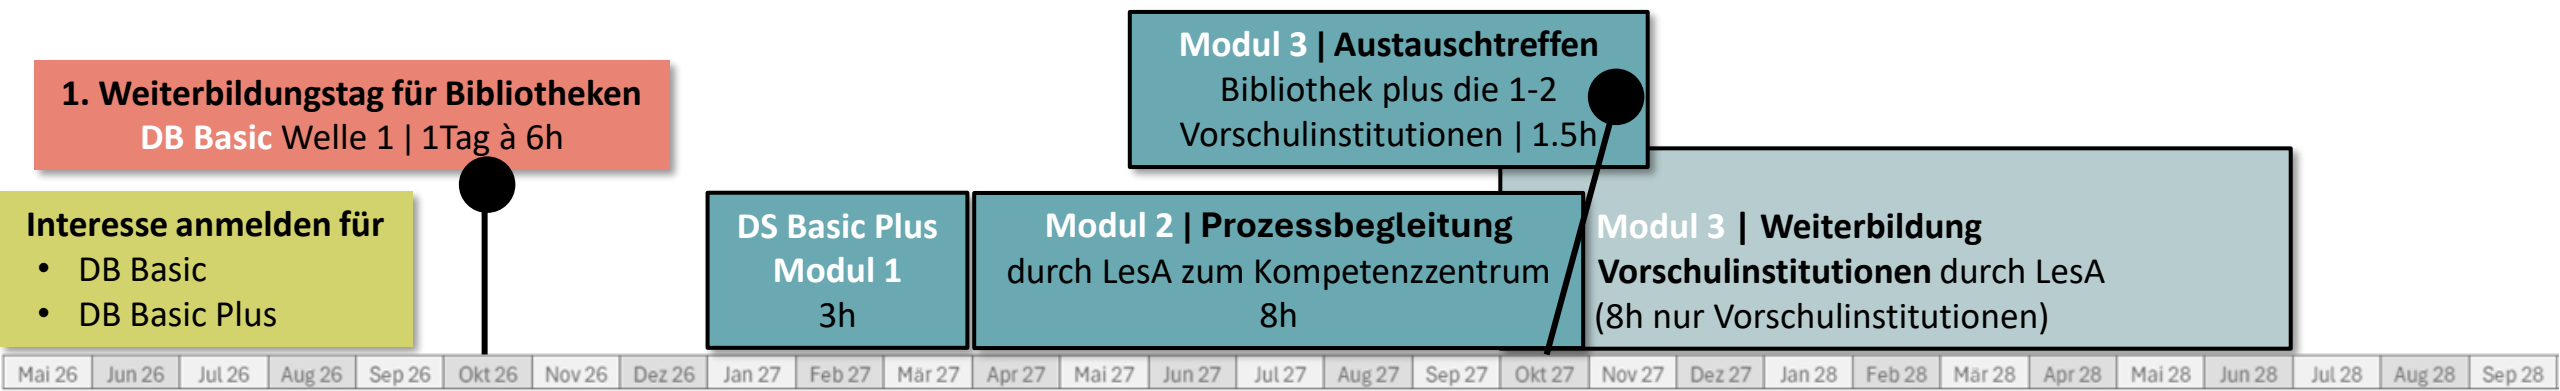 Modul 3 | Austauschtreffen
Bibliothek plus die 1-2
Vorschulinstitutionen | 1.5h
1. Weiterbildungstag für Bibliotheken
DB Basic Welle 1 | 1Tag à 6h
Interesse anmelden für
• DB Basic
• DB Basic Plus
DS Basic Plus
Modul 1
3h
Modul 2 | Prozessbegleitung
durch LesA zum Kompetenzzentrum
8h
Modul 3 | Weiterbildung
Vorschulinstitutionen durch LesA
(8h nur Vorschulinstitutionen)
Mai 26 Jun 26 Jul 26 Aug 26 Sep 26 Okt 26 Nov 26 Dez 26 Jan 27 Feb 27 Mär 27 Apr 27 Mai 27 Jun 27 Jul 27 Aug 27 Sep 27 Okt 27 Nov 27 Dez 27 Jan 28 Feb 28 Mär 28 Apr 28 Mai 28 Jun 28 Jul 28 Aug 28 Sep 28